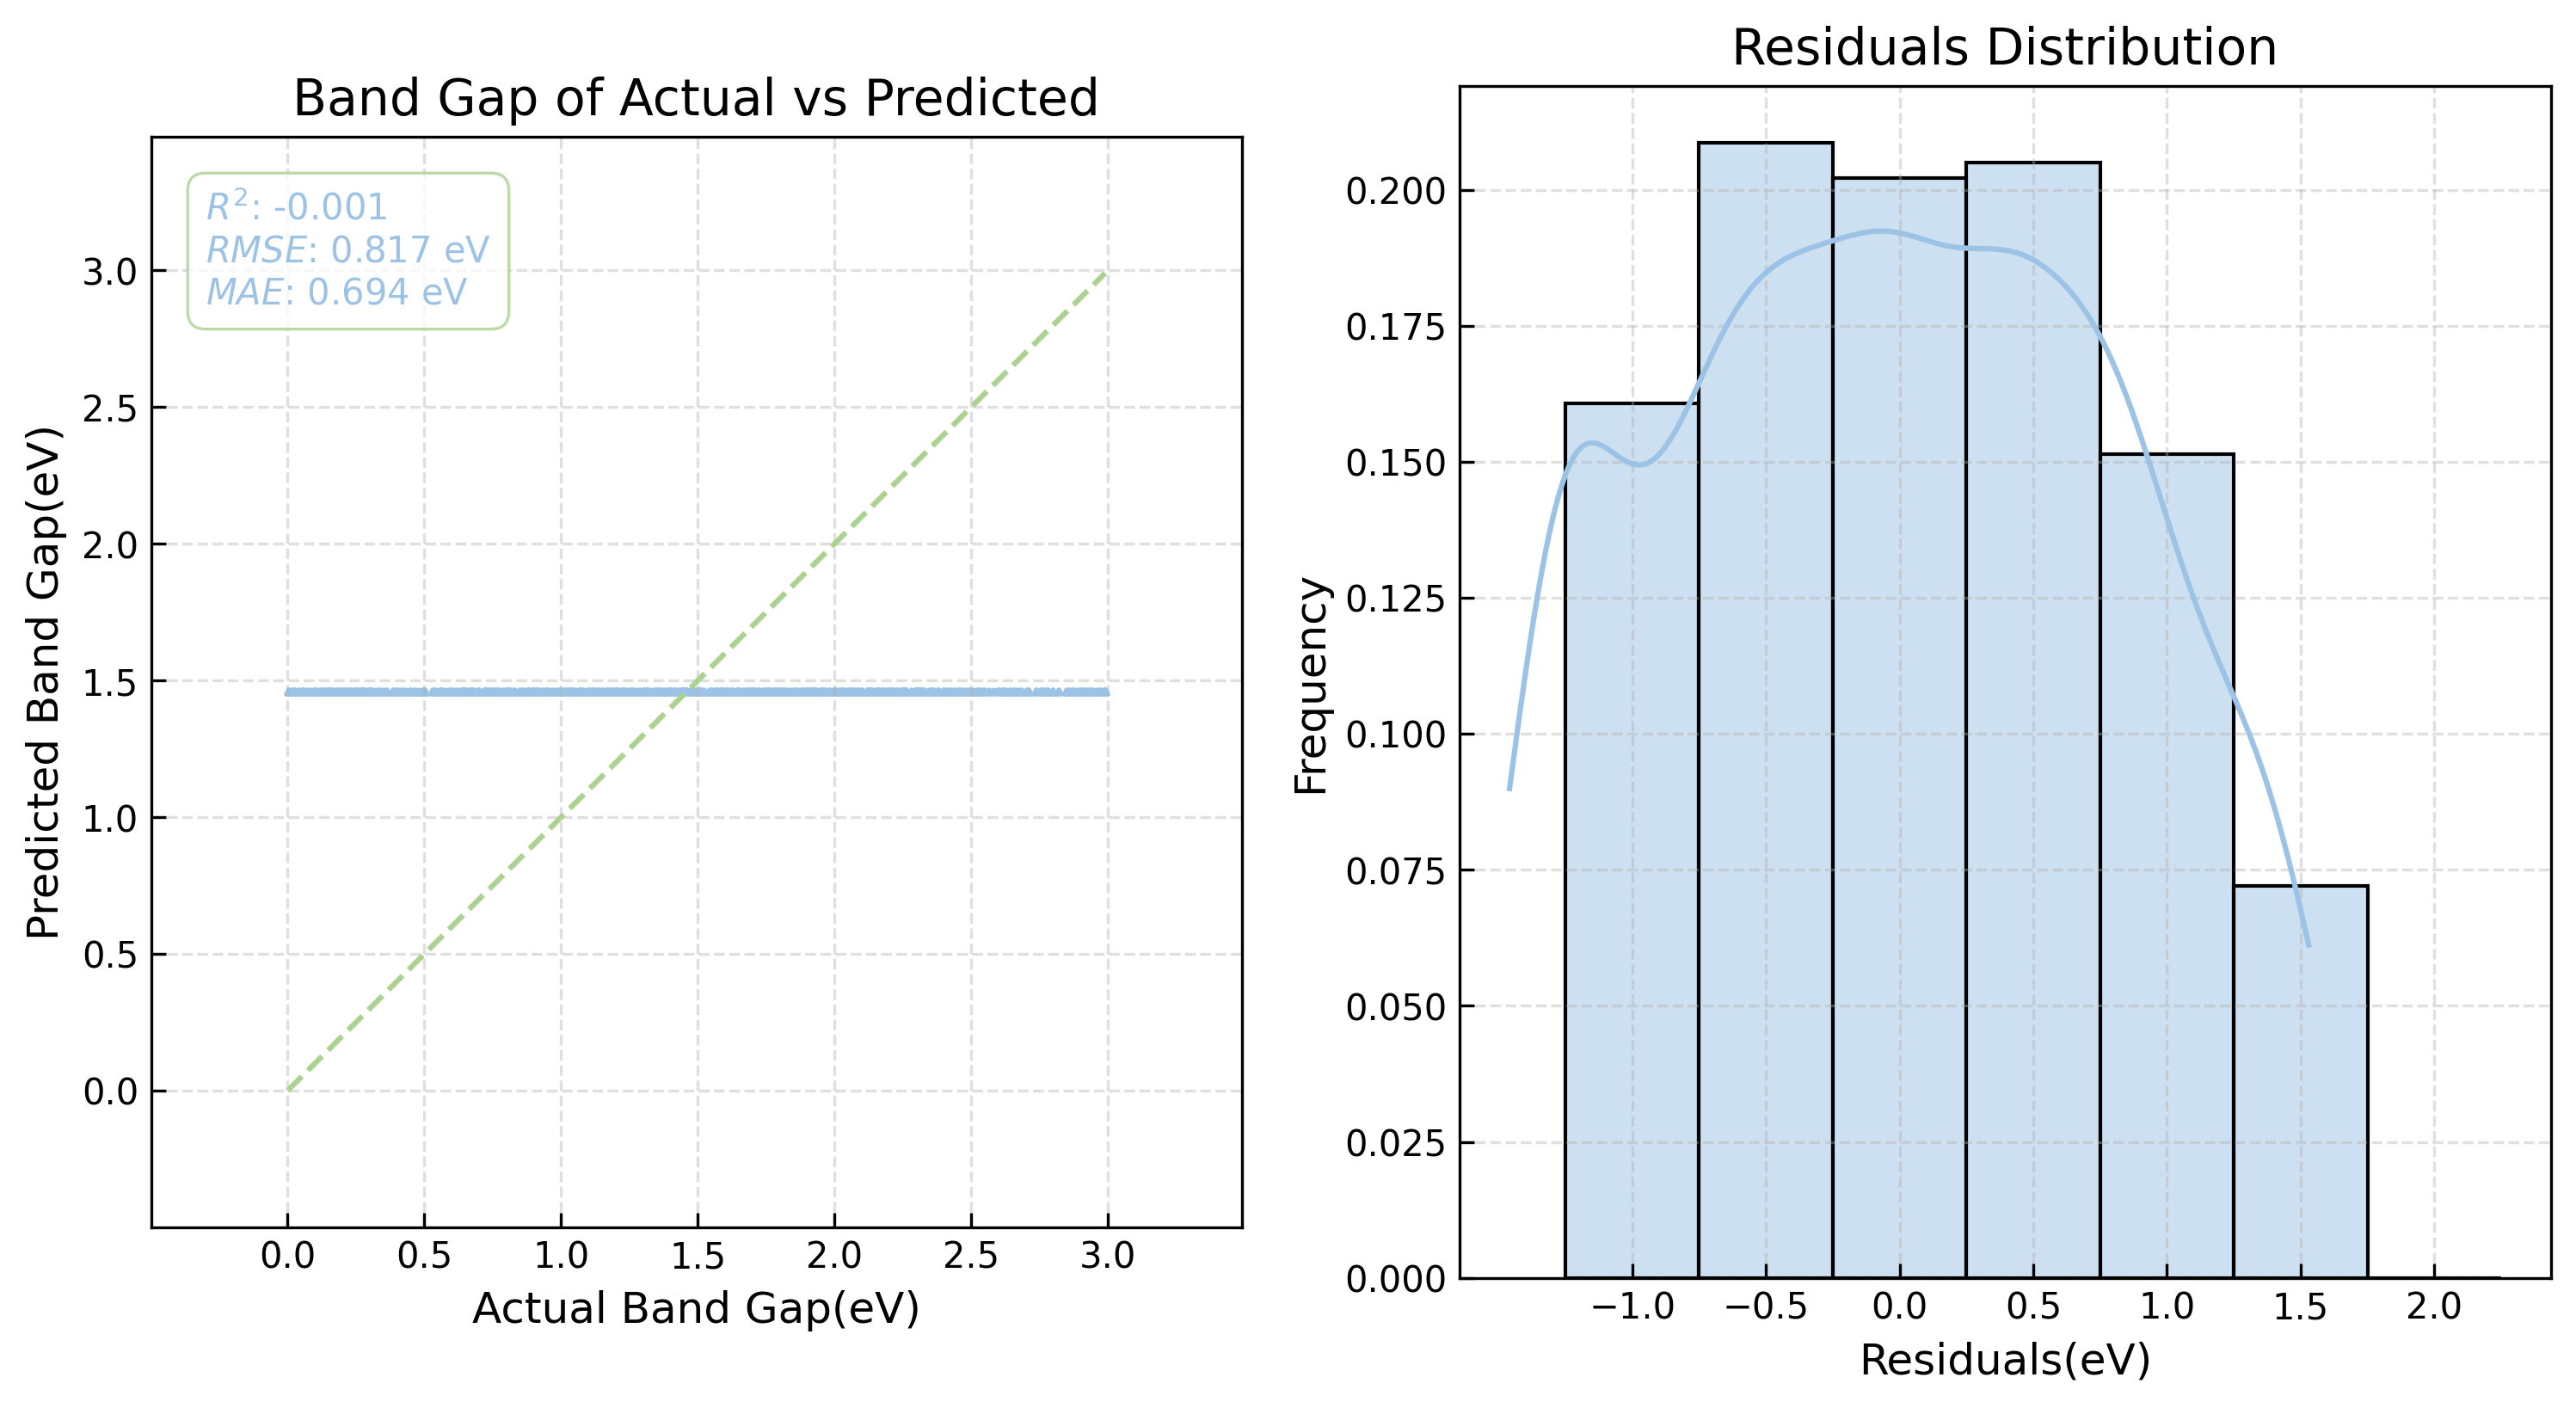 Band Gap of Actual vs Predicted
R²: -0.001
RMSE: 0.817 eV
MAE: 0.694 eV
Predicted Band Gap(eV)
3.0
2.5
2.0
1.5
1.0
0.5
0.0
0.0 0.5 1.0 1.5 2.0 2.5 3.0
Actual Band Gap(eV)
Residuals Distribution
Frequency
0.200
0.175
0.150
0.125
0.100
0.075
0.050
0.025
0.000
−1.0 −0.5 0.0 0.5 1.0 1.5 2.0
Residuals(eV)